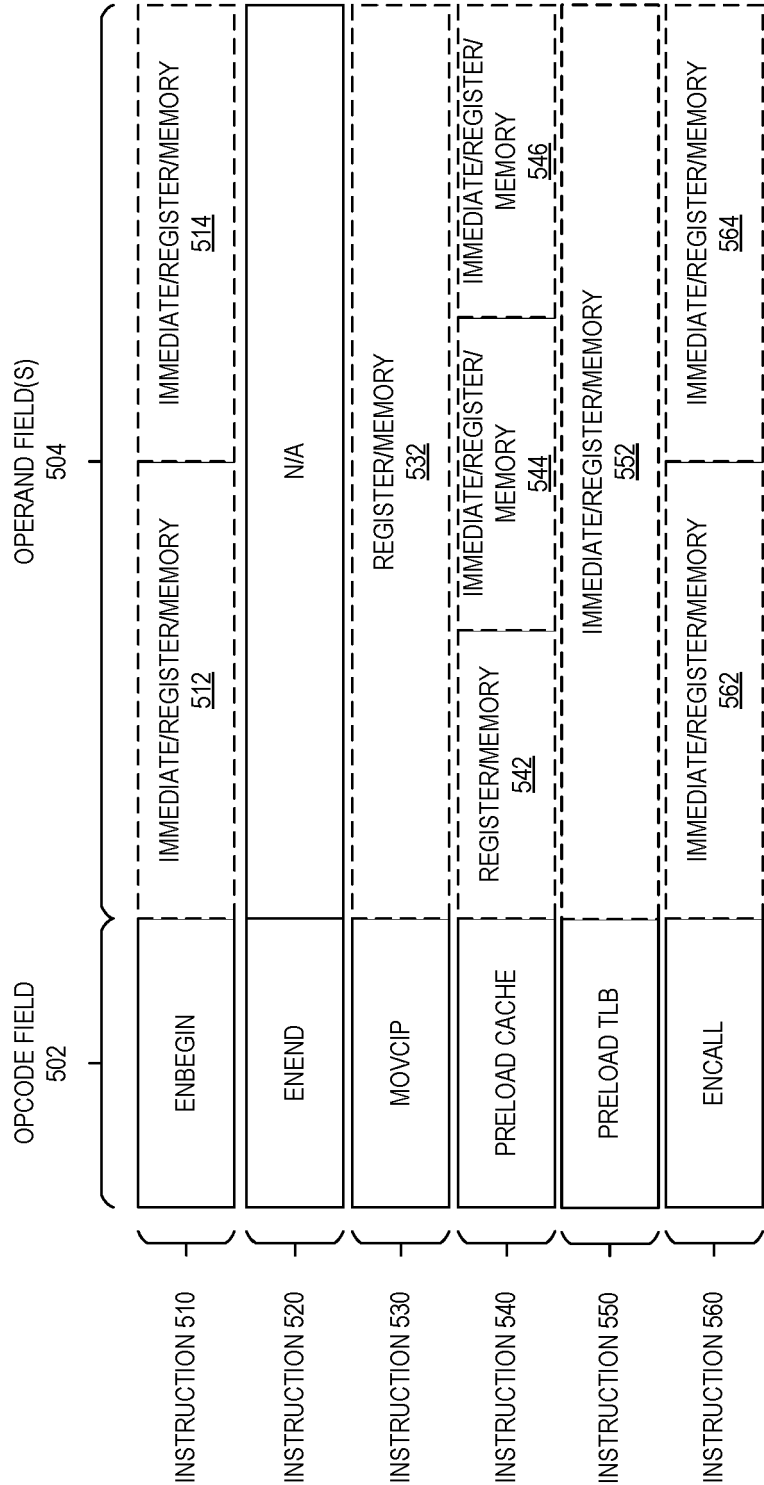 OPCODE FIELD
502
OPERAND FIELD(S)
504
INSTRUCTION 510
ENBEGIN
IMMEDIATE/REGISTER/MEMORY
512
IMMEDIATE/REGISTER/MEMORY
514
INSTRUCTION 520
ENEND
N/A
INSTRUCTION 530
MOVCIP
REGISTER/MEMORY
532
INSTRUCTION 540
PRELOAD CACHE
REGISTER/MEMORY
542
IMMEDIATE/REGISTER/
MEMORY
544
IMMEDIATE/REGISTER/
MEMORY
546
INSTRUCTION 550
PRELOAD TLB
IMMEDIATE/REGISTER/MEMORY
552
INSTRUCTION 560
ENCALL
IMMEDIATE/REGISTER/MEMORY
562
IMMEDIATE/REGISTER/MEMORY
564